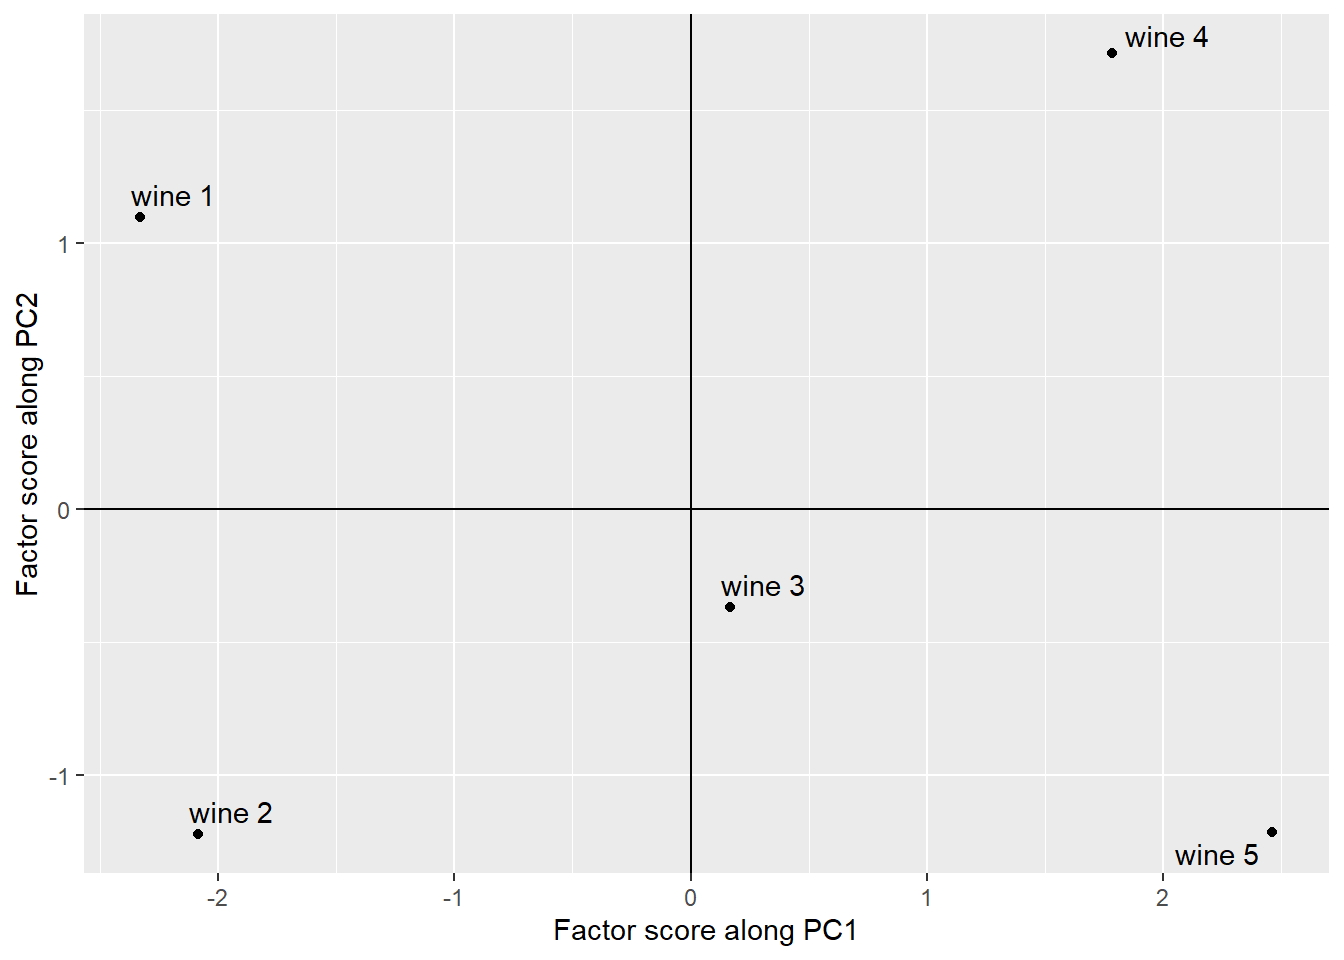 wine 4
wine 1
1
Factor score along PC2
0
wine 3
-1
wine 2
wine 5
-2
-1
0
1
2
Factor score along PC1